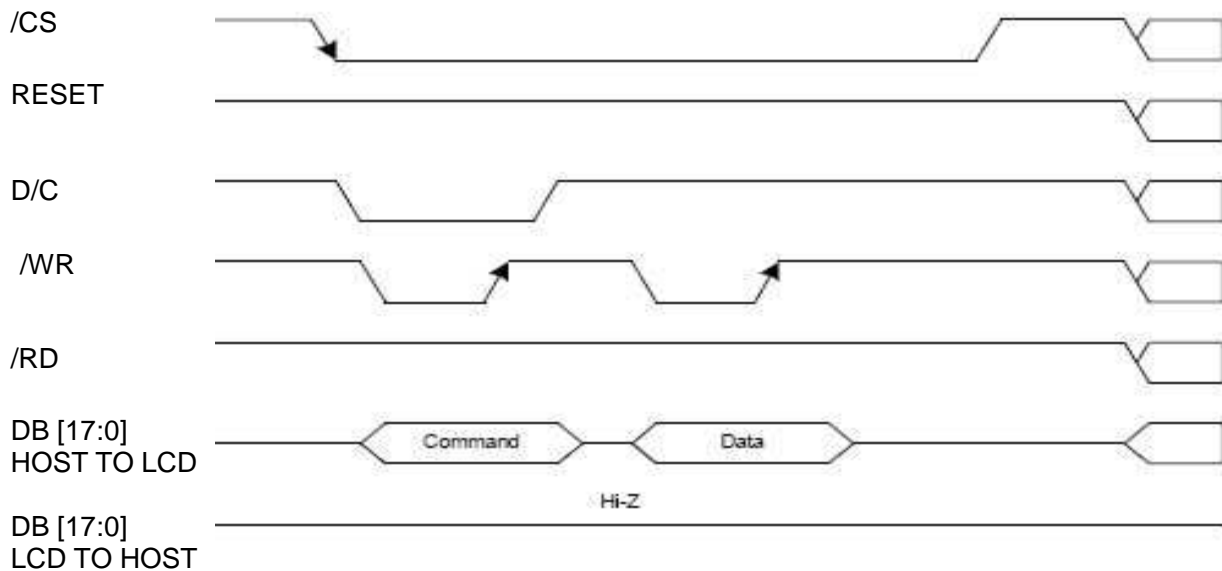 /CS
RESET
D/C
/WR
/RD
DB [17:0]
HOST TO LCD
Command
Data
Hi-Z
DB [17:0]
LCD TO HOST